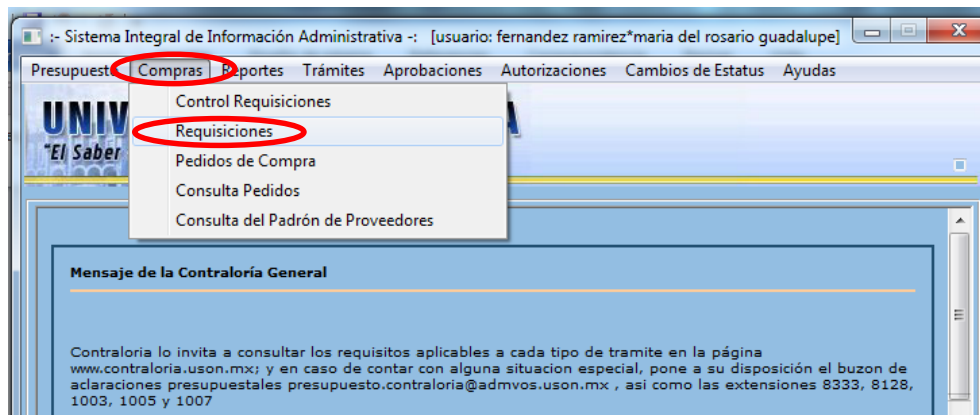 :- Sistema Integral de Información Administrativa -: [usuario: fernandez ramirez*maria del rosario guadalupe]
Presupuesto Compras Reportes Trámites Aprobaciones Autorizaciones Cambios de Estatus Ayudas
Control Requisiciones
Requisiciones
Pedidos de Compra
Consulta Pedidos
Consulta del Padrón de Proveedores
"El Saber
Mensaje de la Contraloría General
Contraloria lo invita a consultar los requisitos aplicables a cada tipo de tramite en la página
www.contraloria.uson.mx; y en caso de contar con alguna situacion especial, pone a su disposición el buzon de
aclaraciones presupuestales presupuesto.contraloria@admvos.uson.mx , asi como las extensiones 8333, 8128,
1003, 1005 y 1007